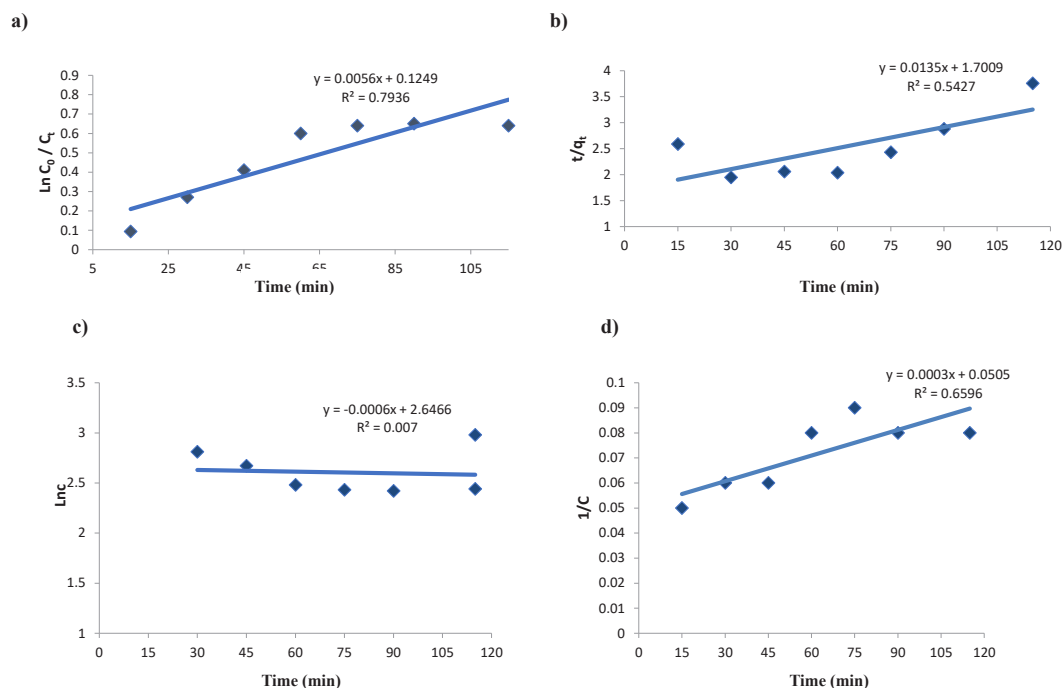 a)
y = 0.0056x + 0.1249
R² = 0.7936
Ln C₀ / Cₜ
0.9
0.8
0.7
0.6
0.5
0.4
0.3
0.2
0.1
0
5 25 45 65 85 105
Time (min)
b)
y = 0.0135x + 1.7009
R² = 0.5427
t/qₜ
4
3.5
3
2.5
2
1.5
1
0 15 30 45 60 75 90 105 120
Time (min)
c)
y = -0.0006x + 2.6466
R² = 0.007
Lnc
3.5
3
2.5
2
1.5
1
0 15 30 45 60 75 90 105 120
Time (min)
d)
y = 0.0003x + 0.0505
R² = 0.6596
1/C
0.1
0.09
0.08
0.07
0.06
0.05
0.04
0.03
0.02
0.01
0
0 15 30 45 60 75 90 105 120
Time (min)